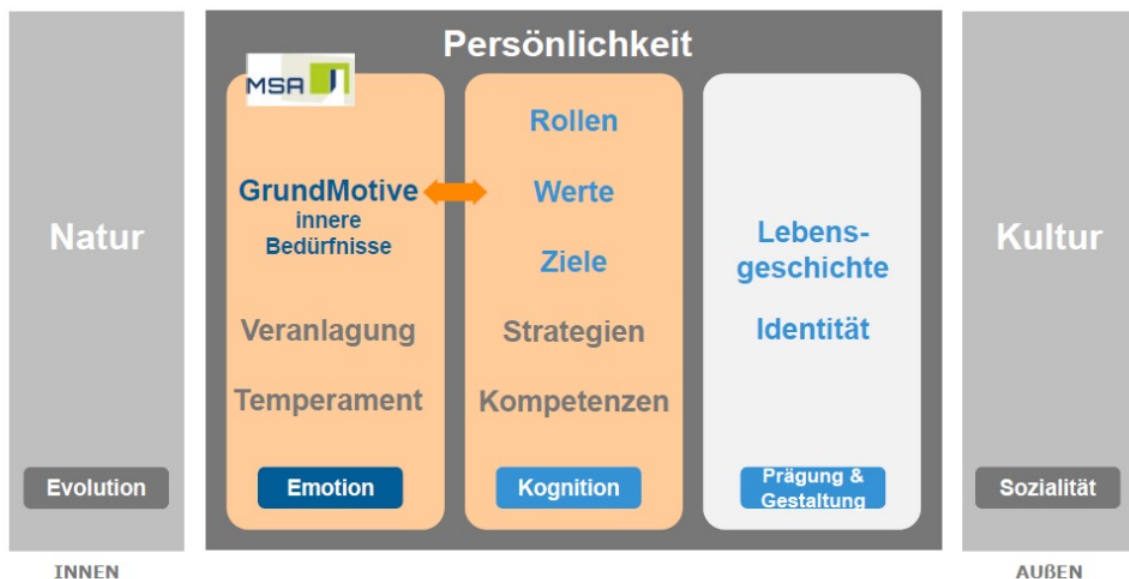 Persönlichkeit
MSA
Natur
Evolution
INNEN
GrundMotive
innere
Bedürfnisse
Veranlagung
Temperament
Emotion
Rollen
Werte
Ziele
Strategien
Kompetenzen
Kognition
Lebens-
geschichte
Identität
Prägung &
Gestaltung
Kultur
Sozialität
AUßEN